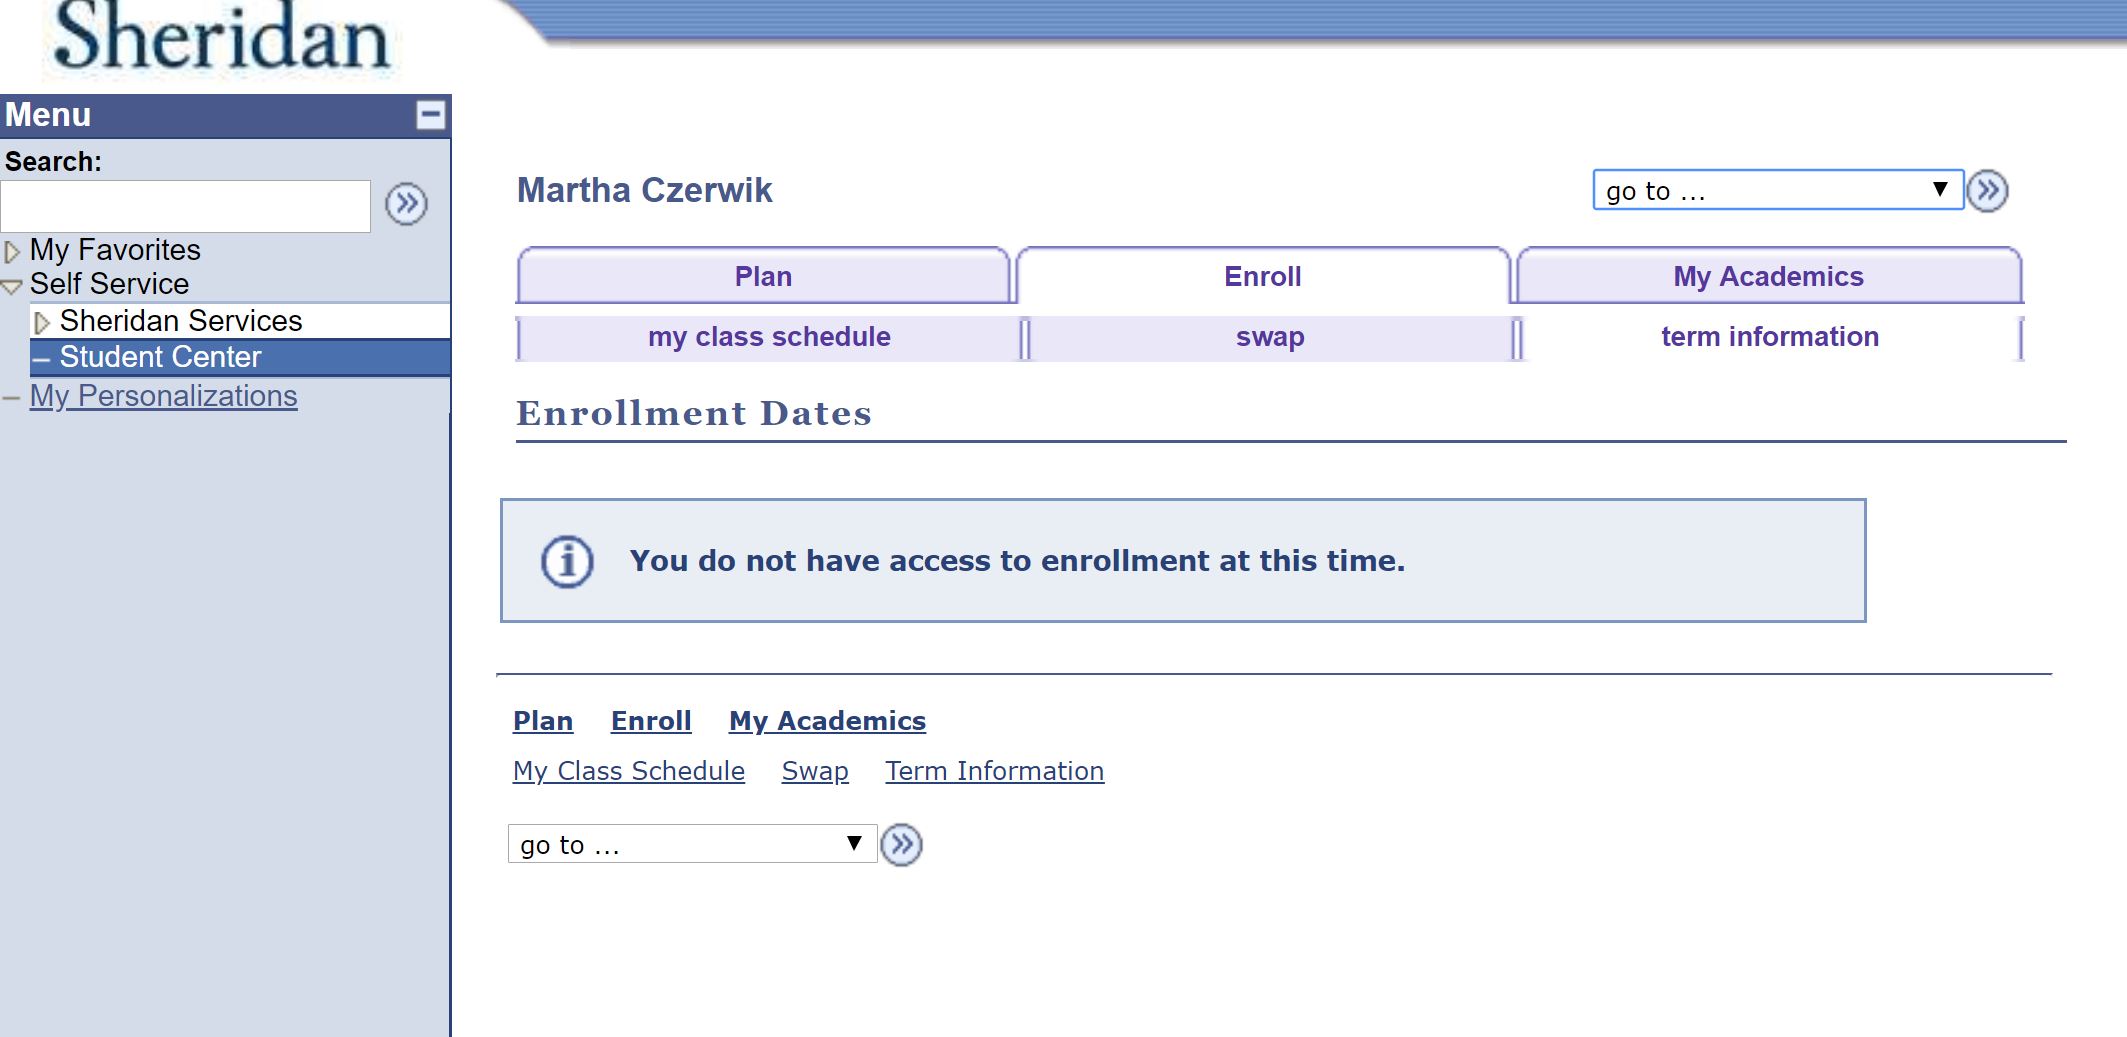 Sheridan
Menu
Search:
My Favorites
Self Service
Sheridan Services
Student Center
My Personalizations
Martha Czerwik
go to ...
Plan Enroll My Academics
my class schedule swap term information
Enrollment Dates
You do not have access to enrollment at this time.
Plan Enroll My Academics
My Class Schedule Swap Term Information
go to ...